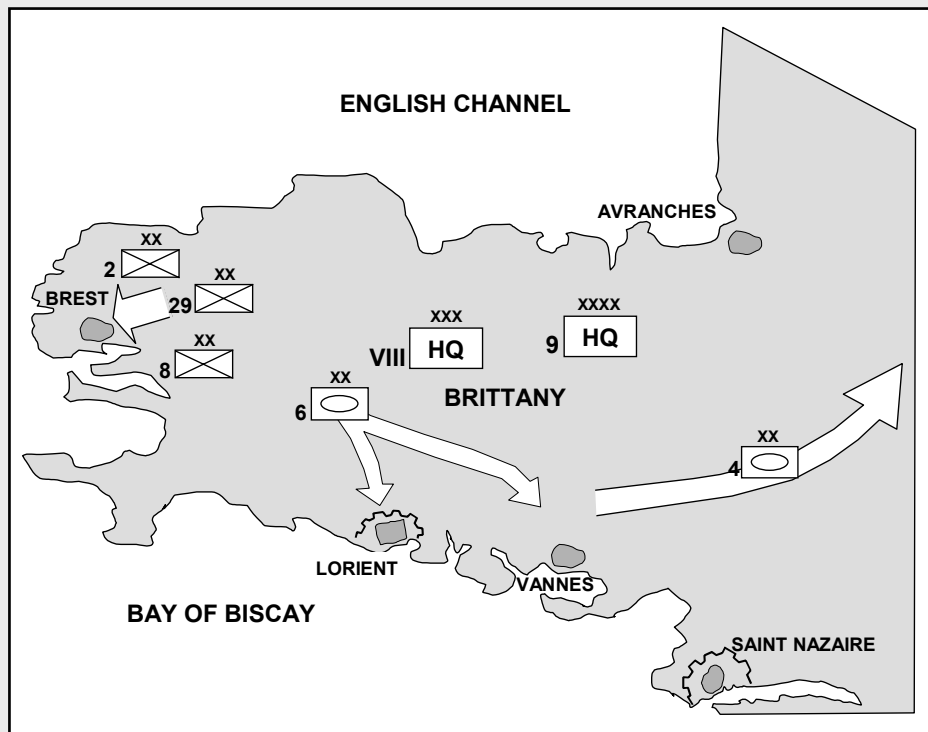 ENGLISH CHANNEL
AVRANCHES
XX
2
BREST
XX
29
XX
8
XXX
VIII HQ
XXXX
9 HQ
BRITTANY
XX
6
XX
4
LORIENT
VANNES
BAY OF BISCAY
SAINT NAZAIRE